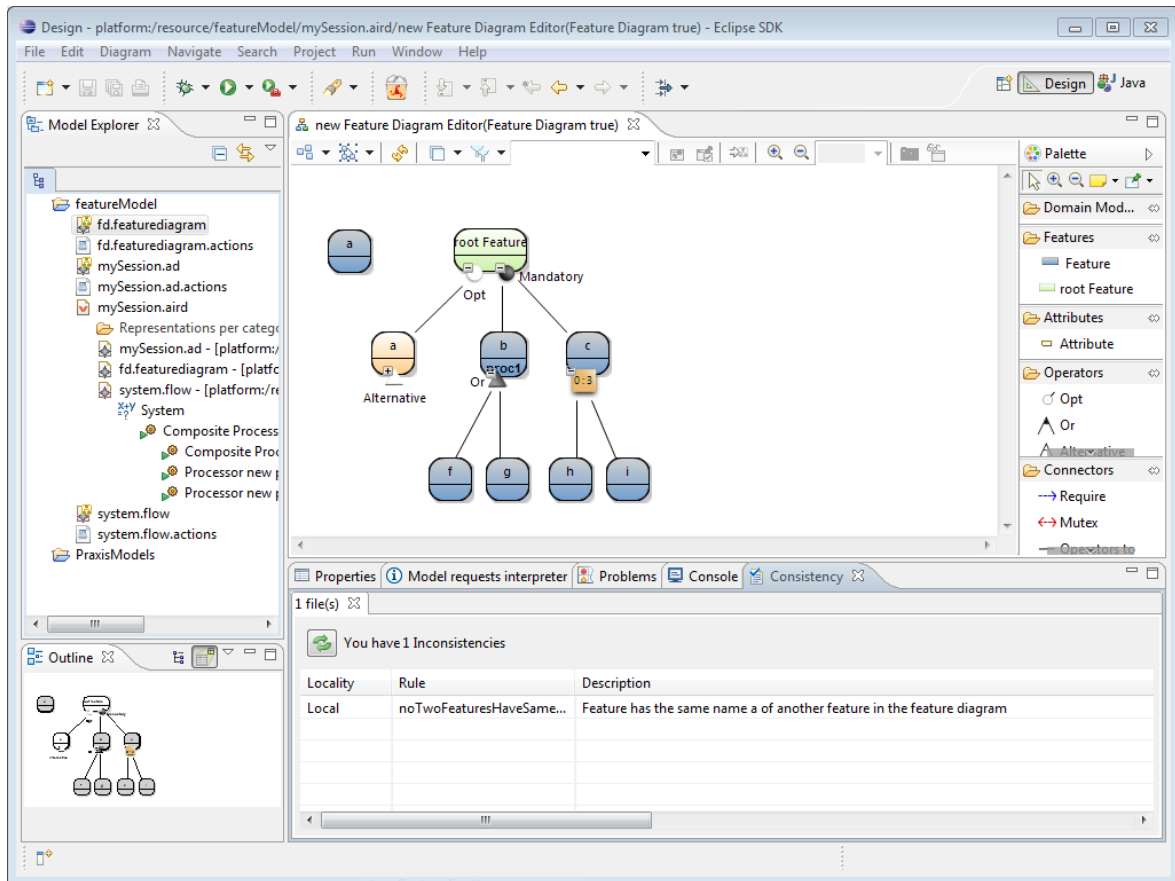 Design - platform:/resource/featureModel/mySession.aird/new Feature Diagram Editor(Feature Diagram true) - Eclipse SDK
File Edit Diagram Navigate Search Project Run Window Help
Design Java
Model Explorer
featureModel
fd.featurediagram
fd.featurediagram.actions
mySession.ad
mySession.ad.actions
mySession.aird
Representations per catego
mySession.ad - [platform:/
fd.featurediagram - [platfc
system.flow - [platform:/re
System
Composite Process
Composite Proc
Processor new p
Processor new p
system.flow
system.flow.actions
PraxisModels
new Feature Diagram Editor(Feature Diagram true)
a
root Feature
Mandatory
Opt
a
b
c
proc1
Or
0:3
Alternative
f
g
h
i
Palette
Domain Mod...
Features
Feature
root Feature
Attributes
Attribute
Operators
Opt
Or
Alternative
Connectors
Require
Mutex
Operators to
Outline
Properties Model requests interpreter Problems Console Consistency
1 file(s)
You have 1 Inconsistencies
Locality Rule Description
Local noTwoFeaturesHaveSame... Feature has the same name a of another feature in the feature diagram